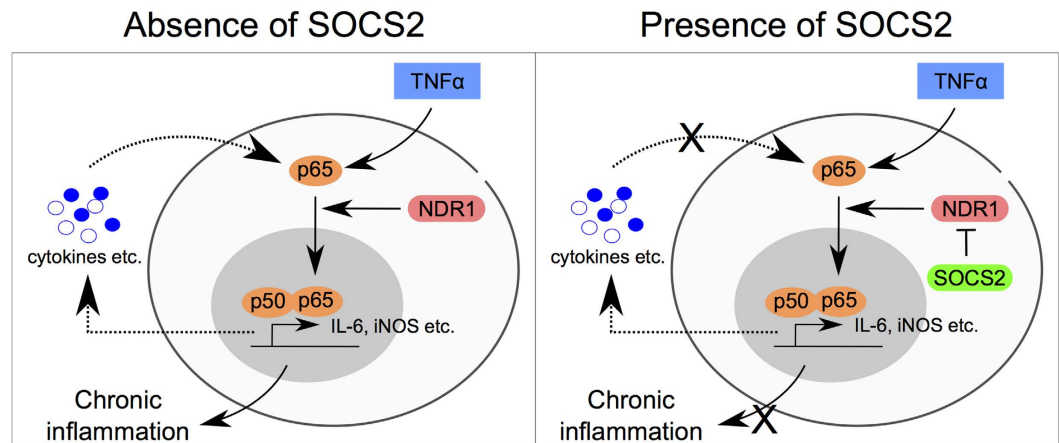 Absence of SOCS2
TNFα
p65
NDR1
cytokines etc.
p50 p65
IL-6, iNOS etc.
Chronic
inflammation
Presence of SOCS2
TNFα
X
p65
NDR1
SOCS2
cytokines etc.
p50 p65
IL-6, iNOS etc.
Chronic
inflammation
X